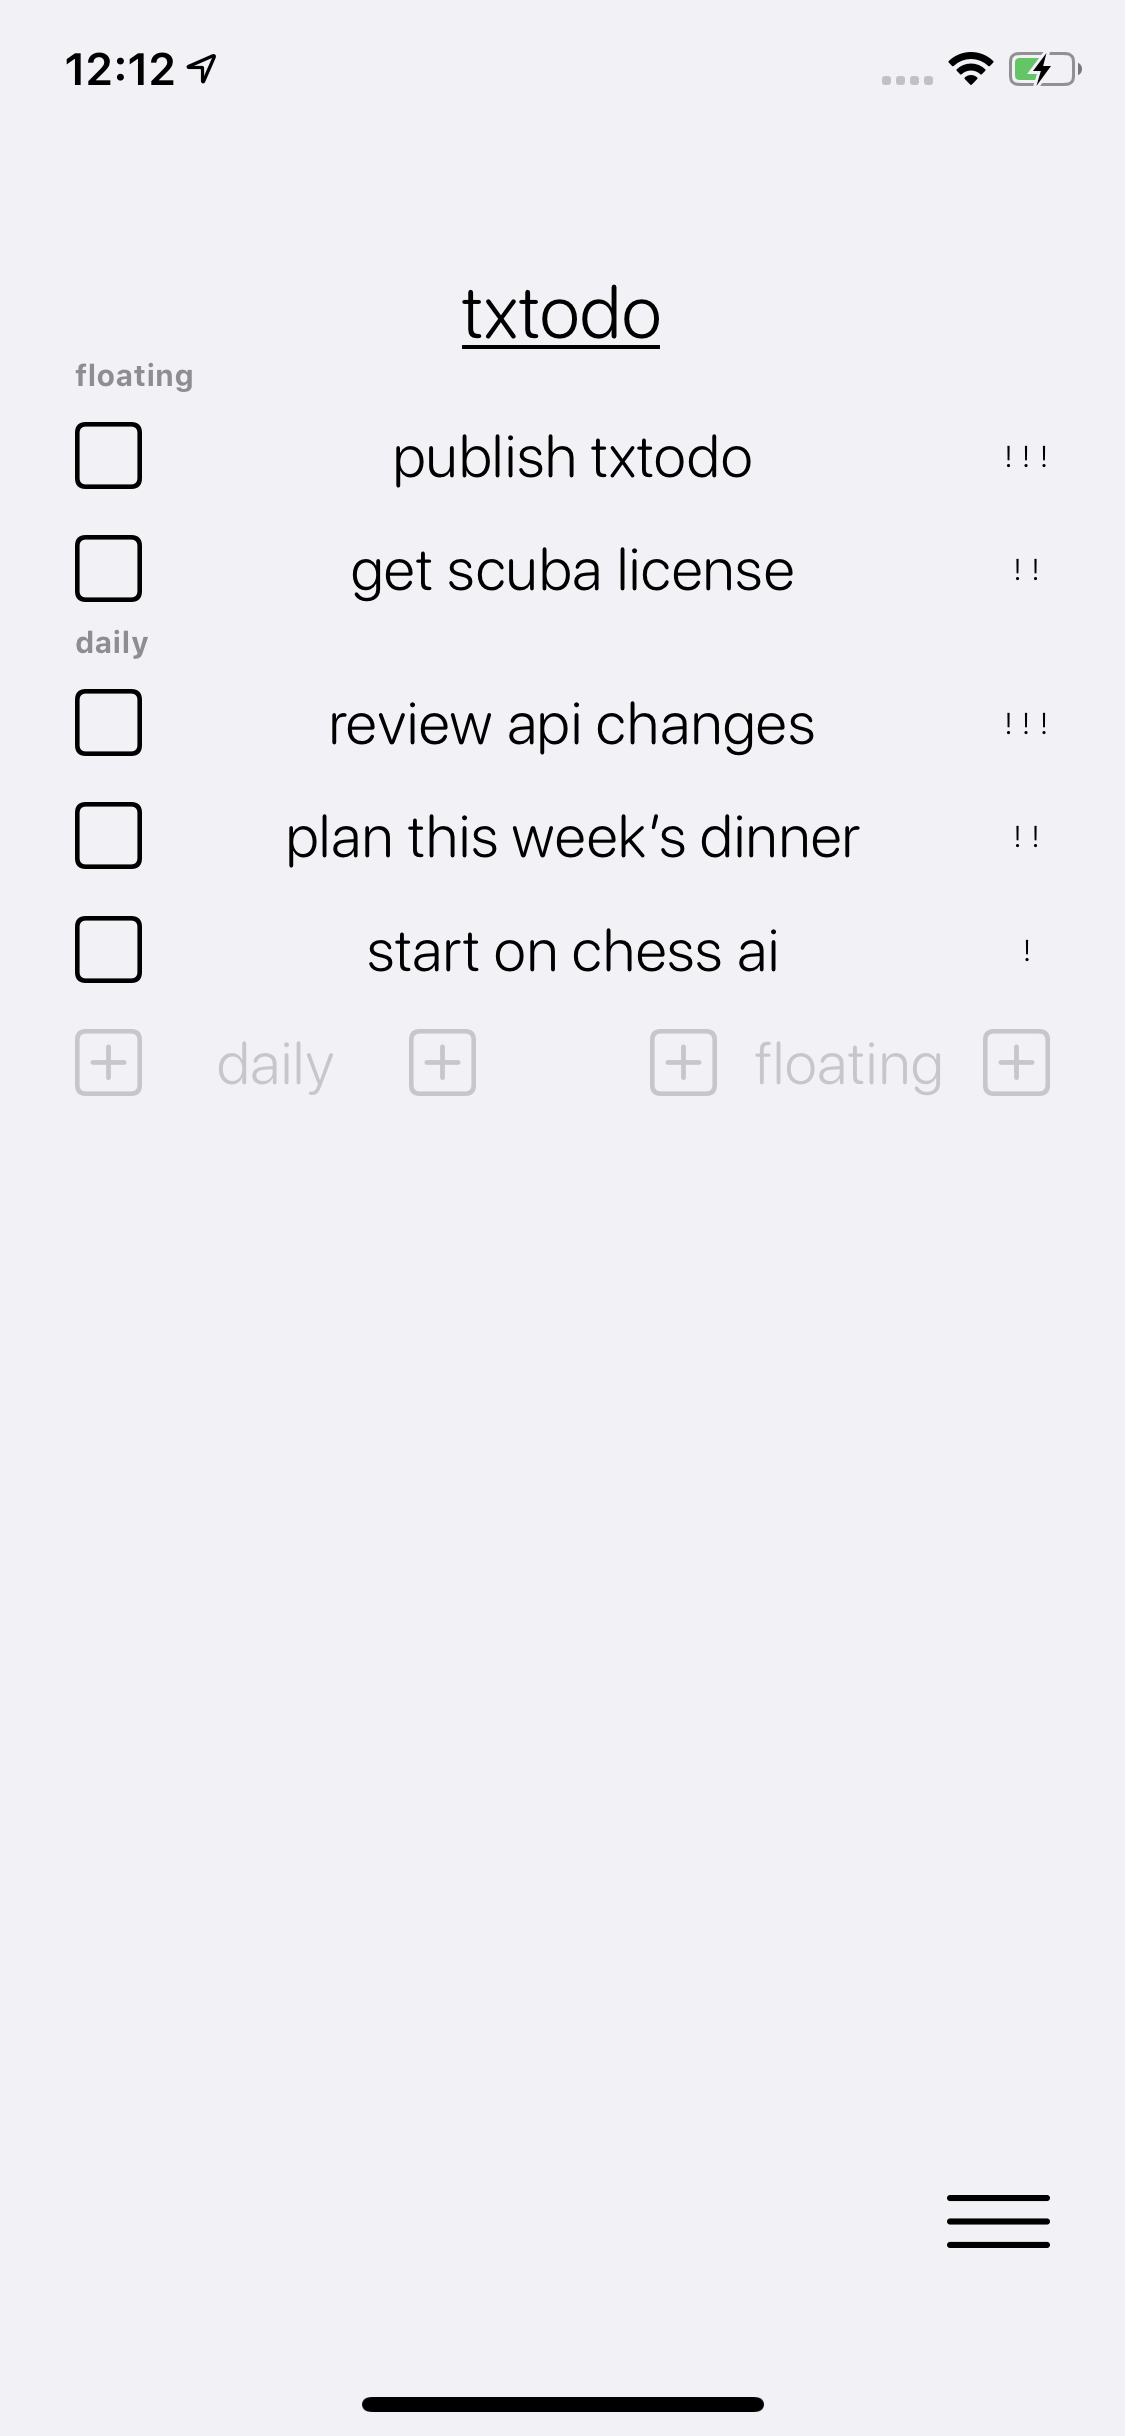 12:12
txtodo
floating
publish txtodo !!!
get scuba license !!
daily
review api changes !!!
plan this week’s dinner !!
start on chess ai !
daily floating